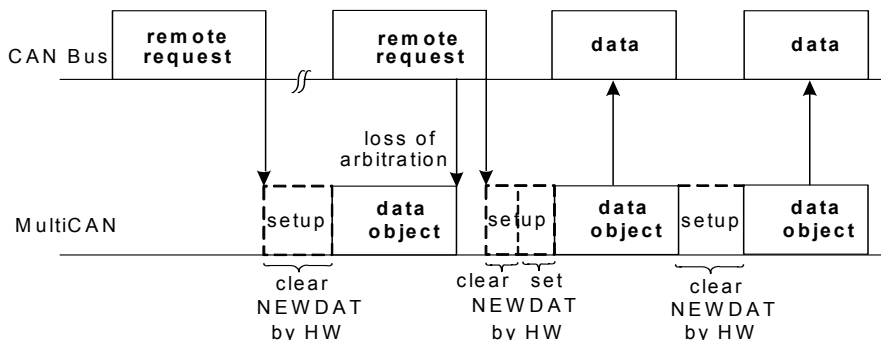 remote
request
remote
request
data
data
CAN Bus
loss of
arbitration
MultiCAN
setup
data
object
setup
data
object
setup
data
object
clear
NEWDAT
by HW
clear set
NEWDAT
by HW
clear
NEWDAT
by HW